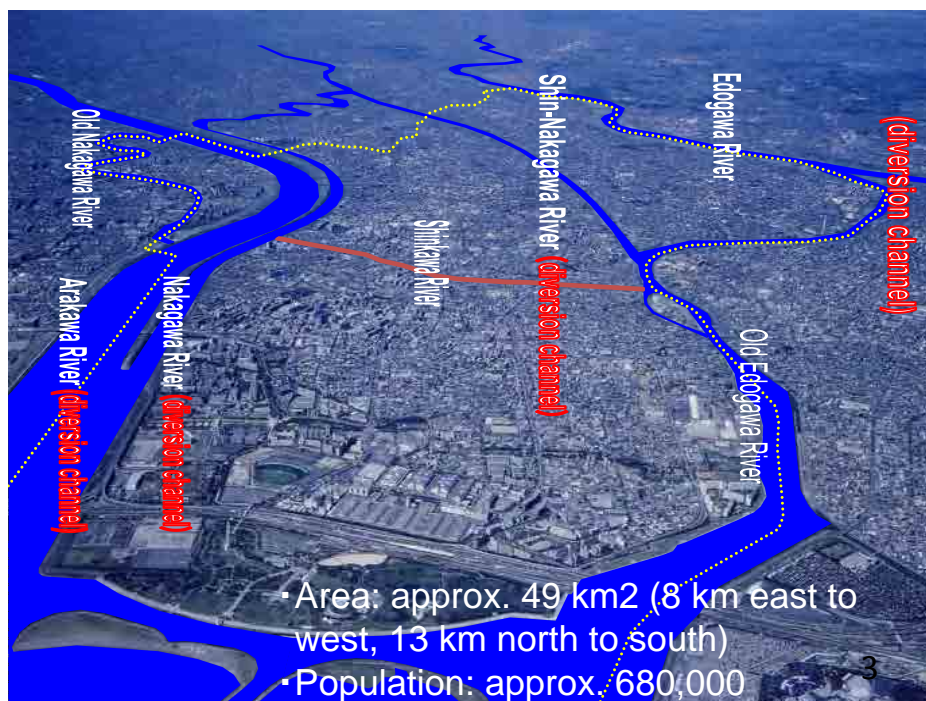 Old Nakagawa River
Arakawa River (diversion channel)
Nakagawa River (diversion channel)
Shinkawa River
Shin-Nakagawa River (diversion channel)
Edogawa River
(diversion channel)
Old Edogawa River
・Area: approx. 49 km2 (8 km east to
west, 13 km north to south)
・Population: approx. 680,000
3